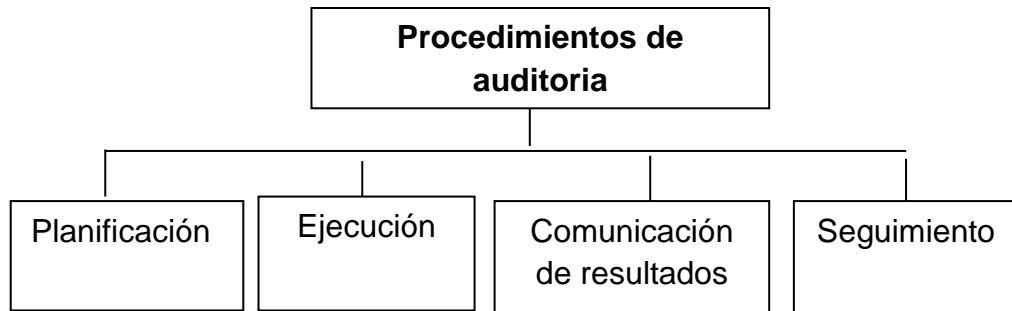 Procedimientos de
auditoria
Planificación
Ejecución
Comunicación
de resultados
Seguimiento